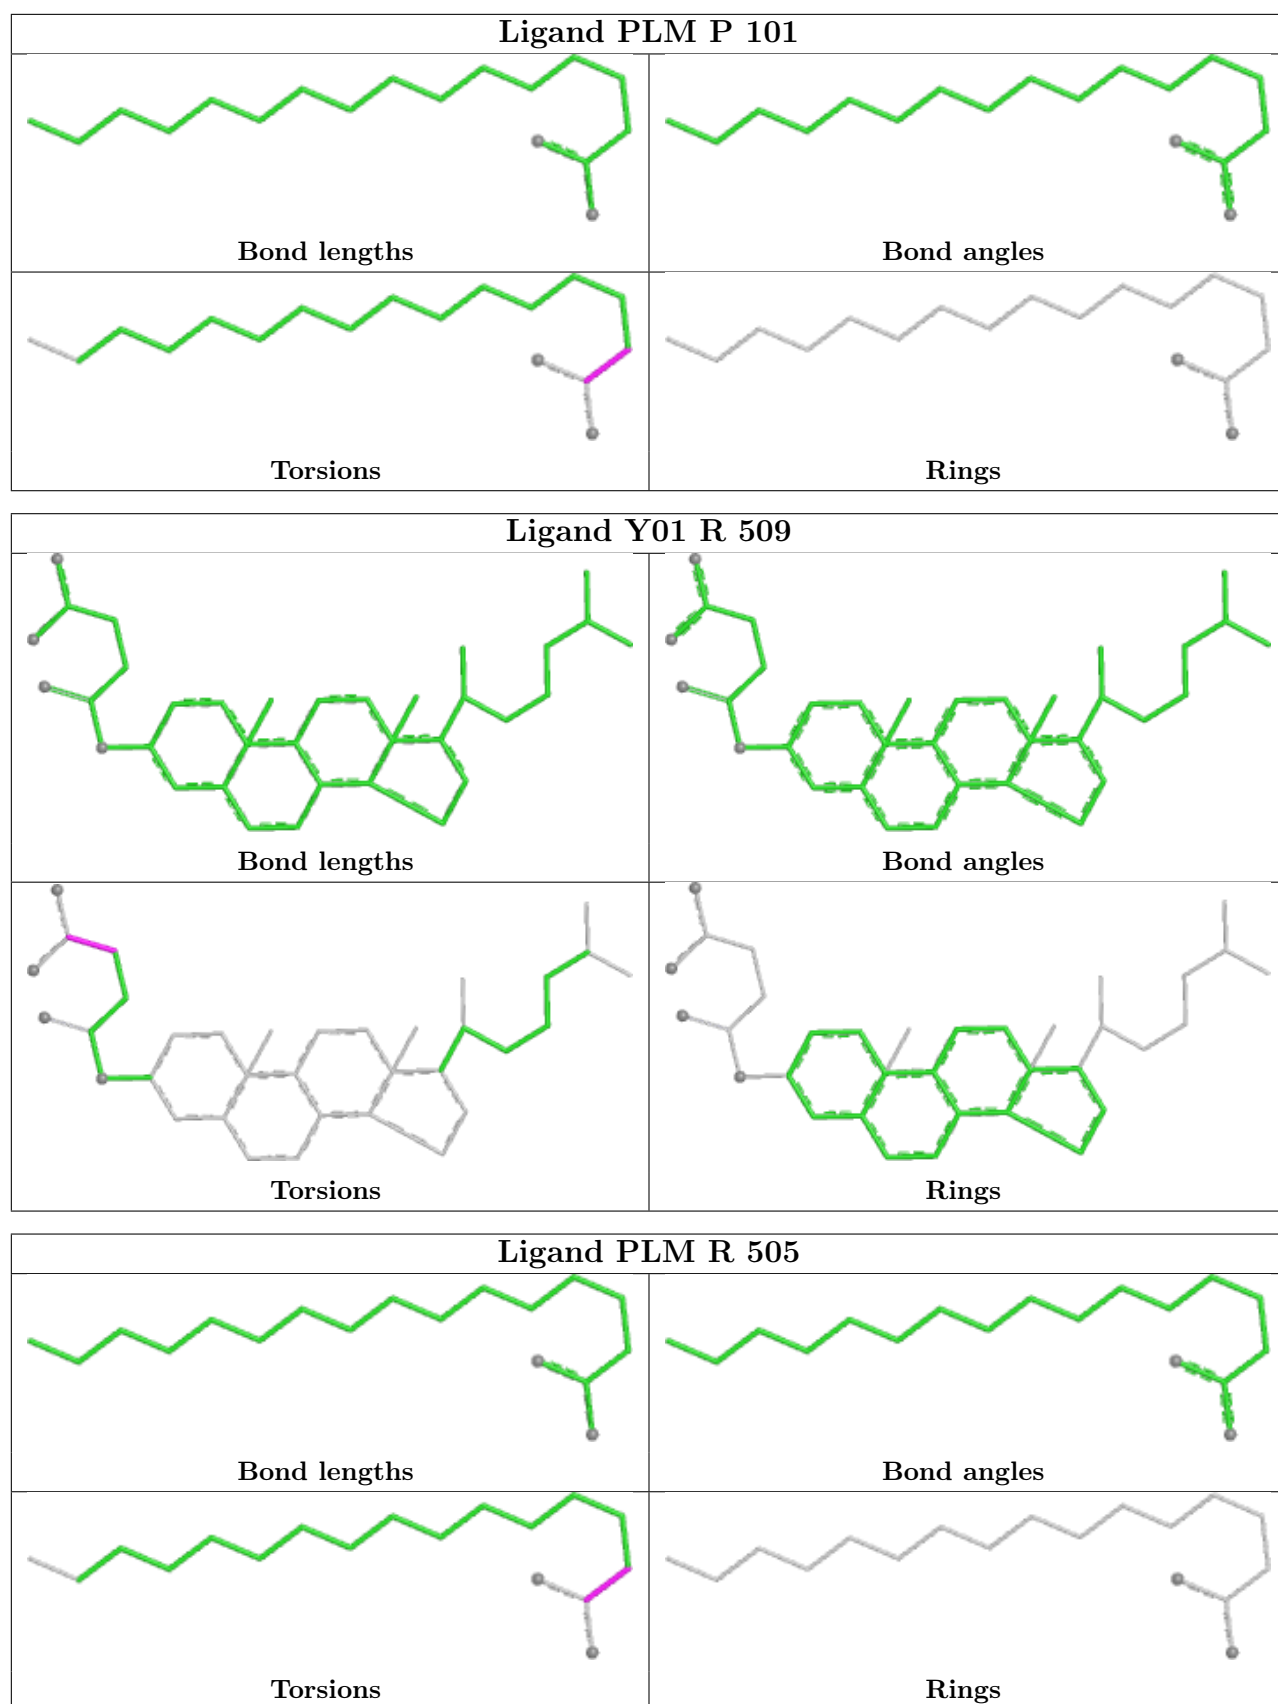 Ligand PLM P 101
Bond lengths
Bond angles
Torsions
Rings
Ligand Y01 R 509
Bond lengths
Bond angles
Torsions
Rings
Ligand PLM R 505
Bond lengths
Bond angles
Torsions
Rings